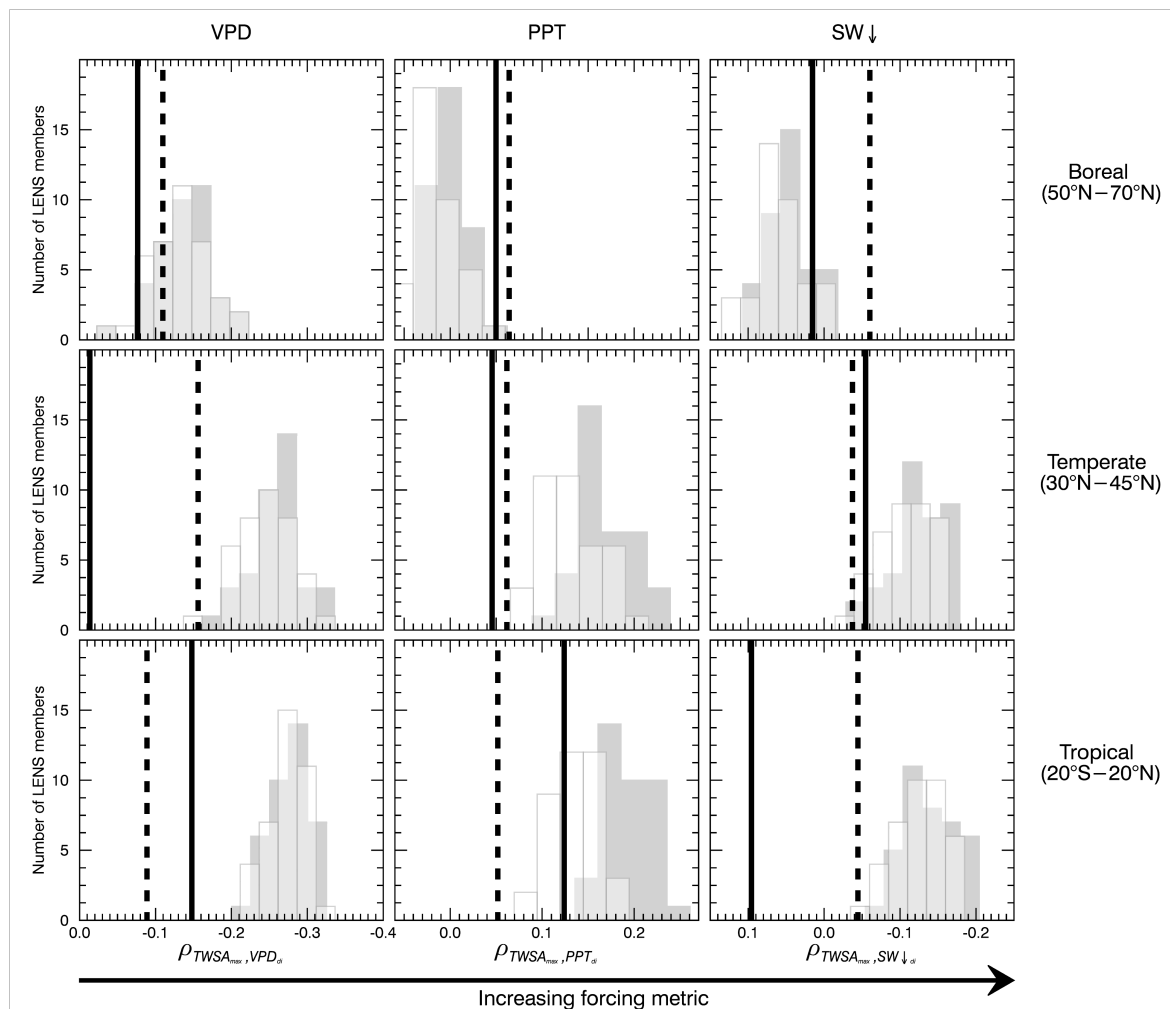 VPD PPT SW↓
Number of LENS members
15
10
5
0
Boreal
(50°N−70°N)
Number of LENS members
15
10
5
0
Temperate
(30°N−45°N)
Number of LENS members
15
10
5
0
Tropical
(20°S−20°N)
0.0 -0.1 -0.2 -0.3 -0.4 0.0 0.1 0.2 0.1 0.0 -0.1 -0.2
ρTWSAmax,VPDdi ρTWSAmax,PPTdi ρTWSAmax,SW↓di
Increasing forcing metric